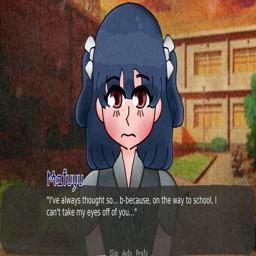 Mafuyu
"I've always thought so... b-because, on the way to school, I
can't take my eyes off of you..."
Skip Auto Prefs